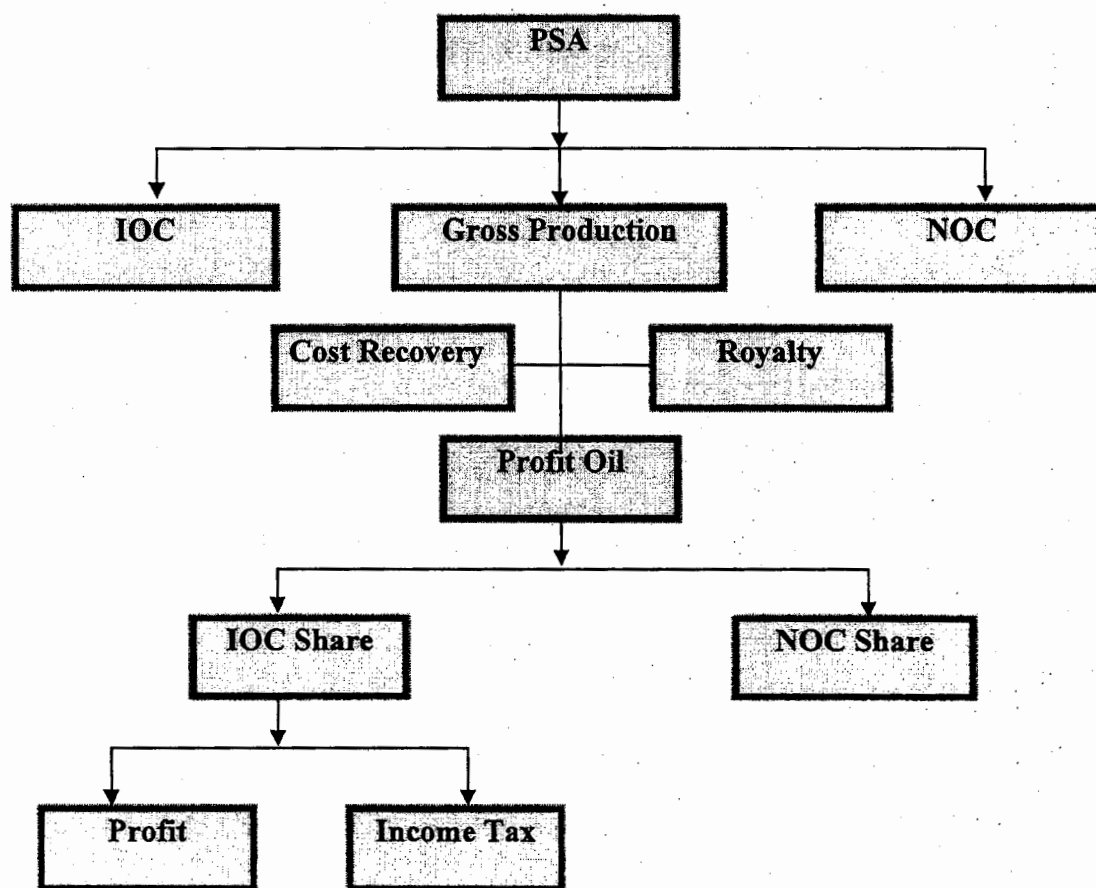 PSA
IOC
Gross Production
NOC
Cost Recovery
Royalty
Profit Oil
IOC Share
NOC Share
Profit
Income Tax